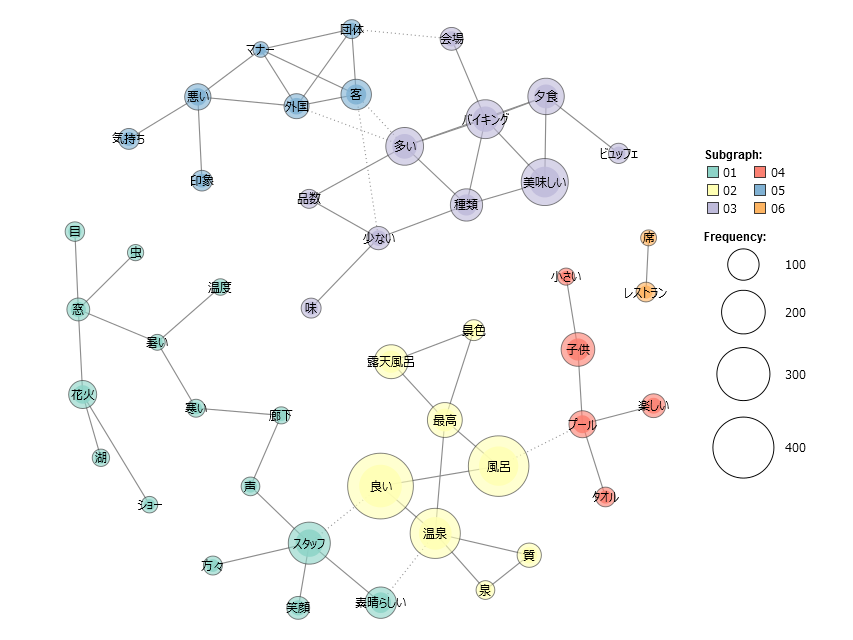 団体
会場
マナー
悪い
外国
客
夕食
バイキング
多い
気持ち
ビュッフェ
印象
美味しい
品数
種類
少ない
味
Subgraph:
01 04
02 05
03 06
Frequency:
100
200
300
400
目
虫
席
小さい
レストラン
温度
窓
暑い
景色
子供
露天風呂
花火
寒い
廊下
最高
楽しい
プール
湖
風呂
声
良い
タオル
ショー
スタッフ
温泉
方々
質
泉
笑顔
素晴らしい